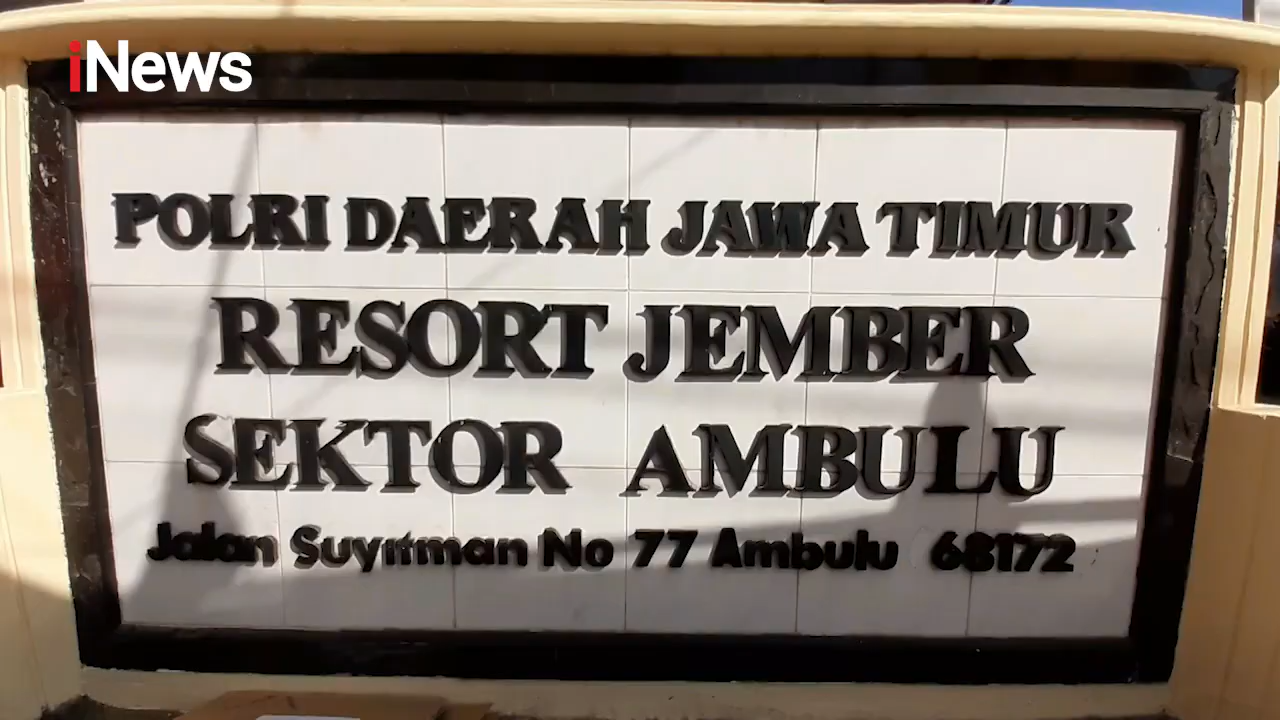 iNews
POLRI DAERAH JAWA TIMUR
RESORT JEMBER
SEKTOR AMBULU
Jalan Suyitman No 77 Ambulu 68172